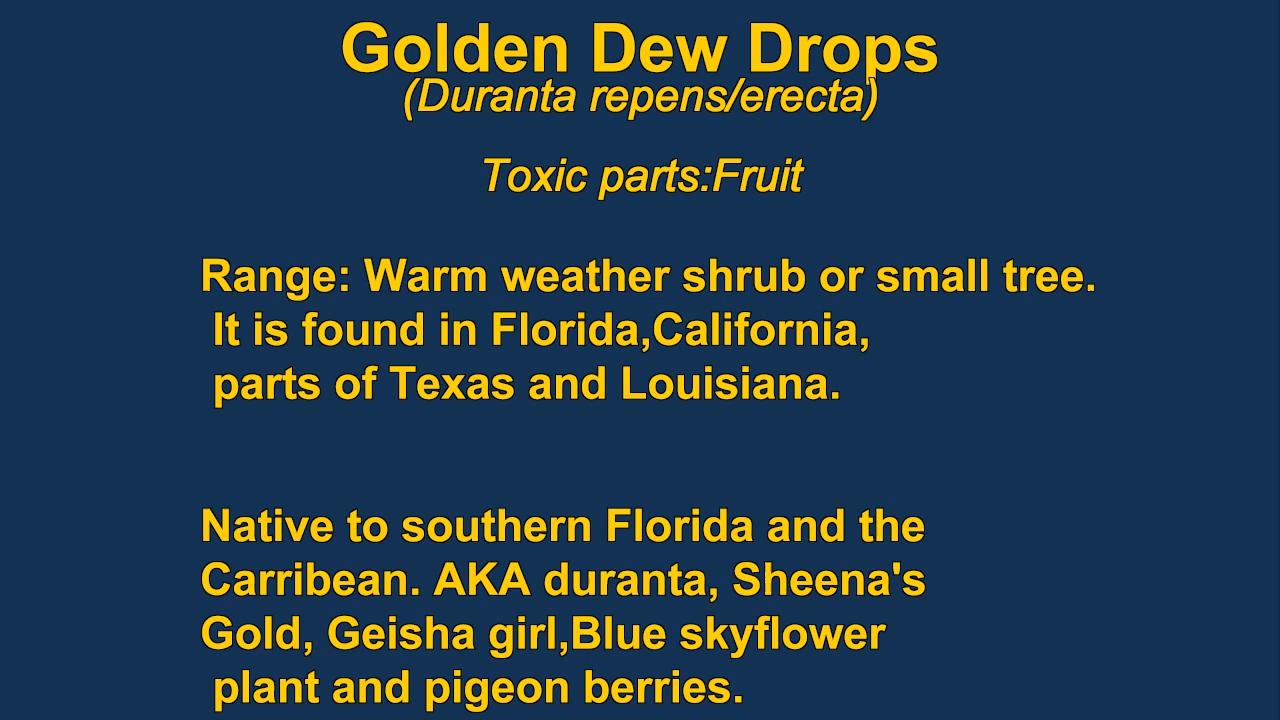 Golden Dew Drops
(Duranta repens/erecta)
Toxic parts:Fruit
Range: Warm weather shrub or small tree.
It is found in Florida,California,
parts of Texas and Louisiana.
Native to southern Florida and the
Carribean. AKA duranta, Sheena's
Gold, Geisha girl,Blue skyflower
plant and pigeon berries.